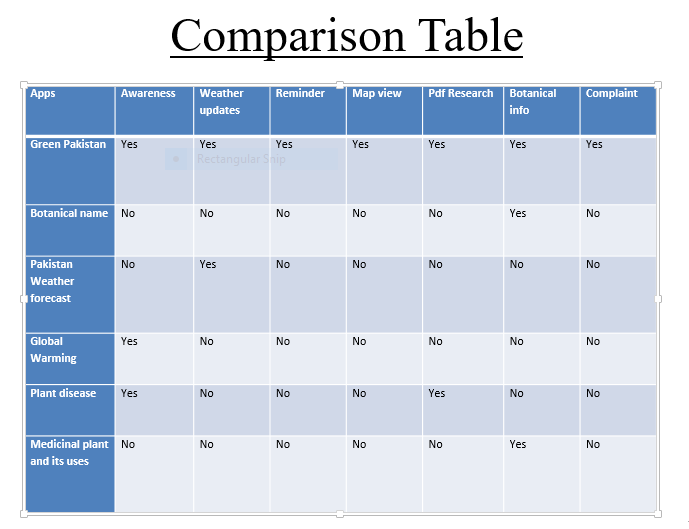 Comparison Table
Apps Awareness Weather updates Reminder Map view Pdf Research Botanical info Complaint
Green Pakistan Yes Yes Yes Yes Yes Yes Yes
Rectangular Snip
Botanical name No No No No No Yes No
Pakistan Weather forecast No Yes No No No No No
Global Warming Yes No No No No No No
Plant disease Yes No No No Yes No No
Medicinal plant and its uses No No No No No Yes No